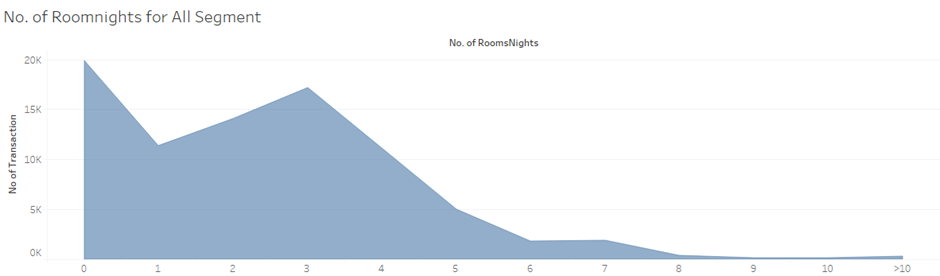 No. of Roomnights for All Segment
No. of RoomsNights
No of Transaction
20K
15K
10K
5K
0K
0 1 2 3 4 5 6 7 8 9 10 >10